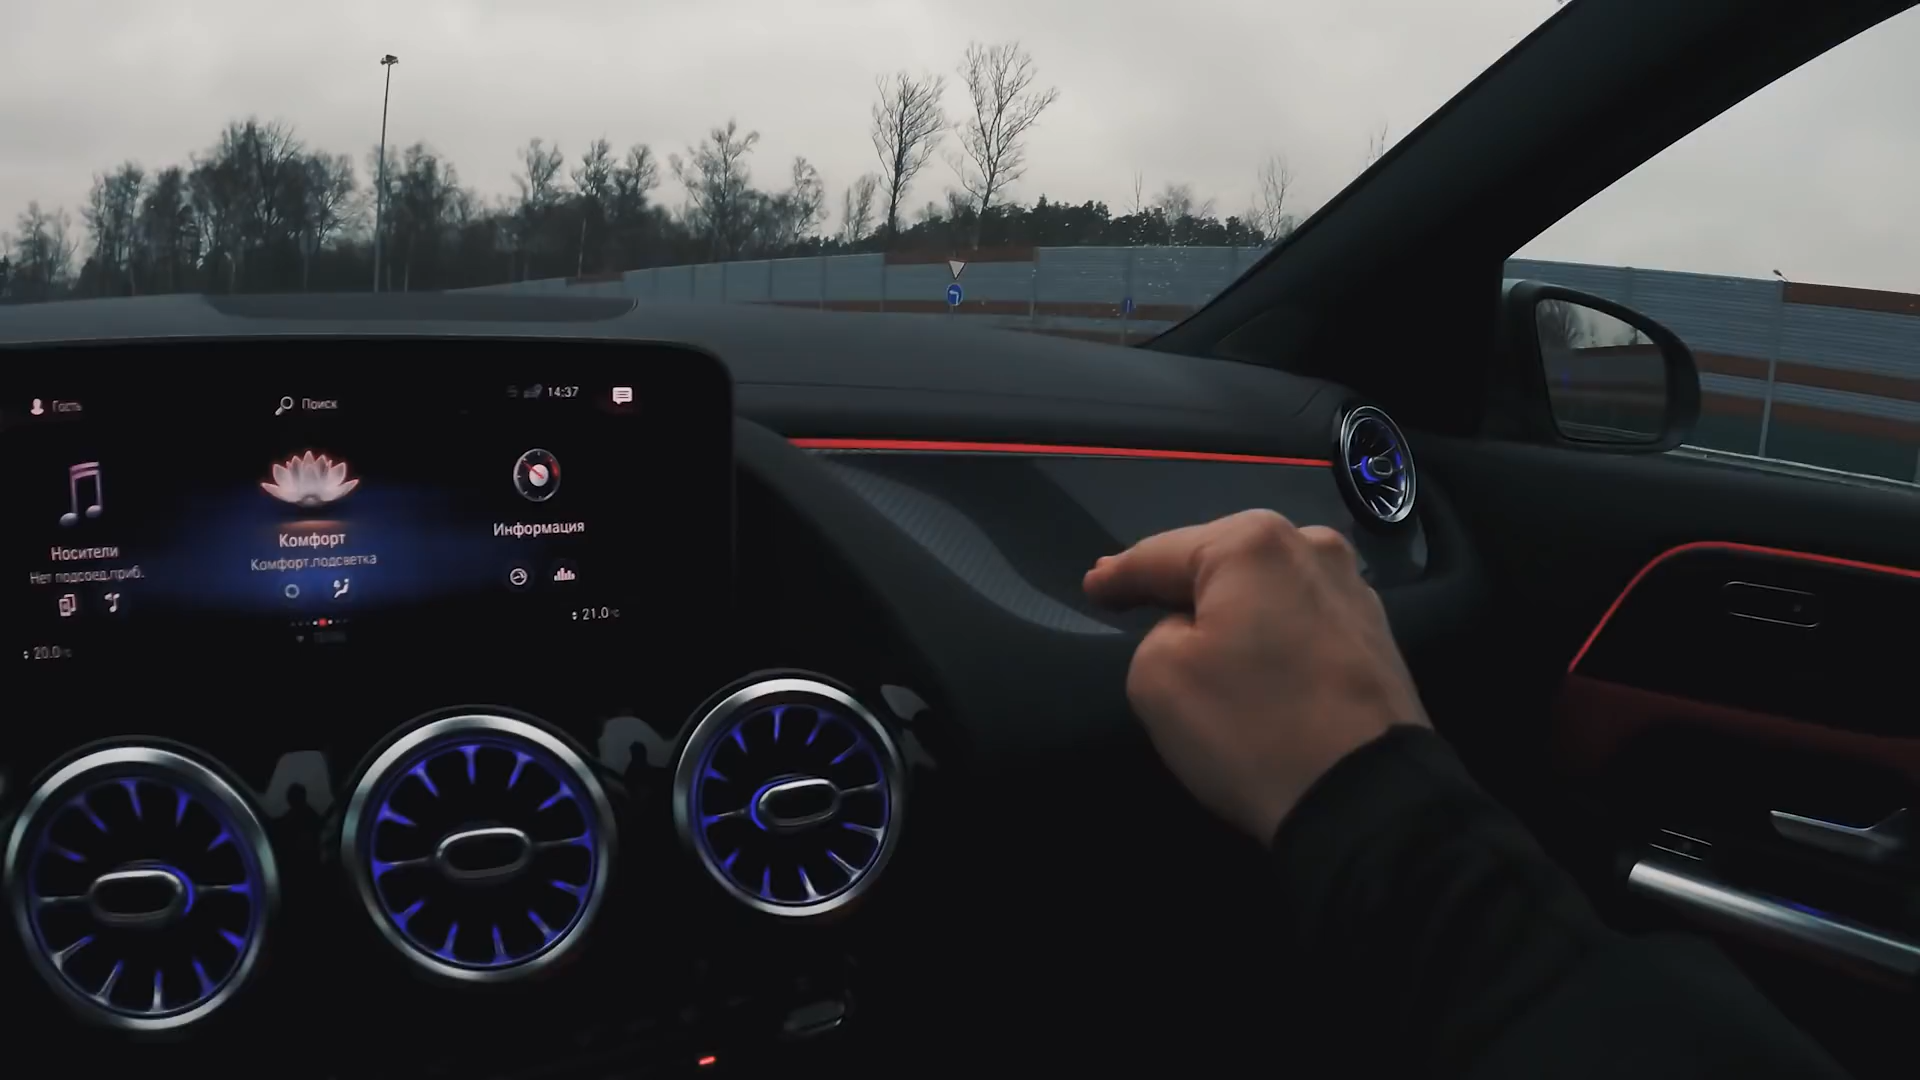 Гость
Поиск
14:37
Носители
Нет подсоед.приб.
Комфорт
Комфорт.подсветка
Информация
20.0
21.0